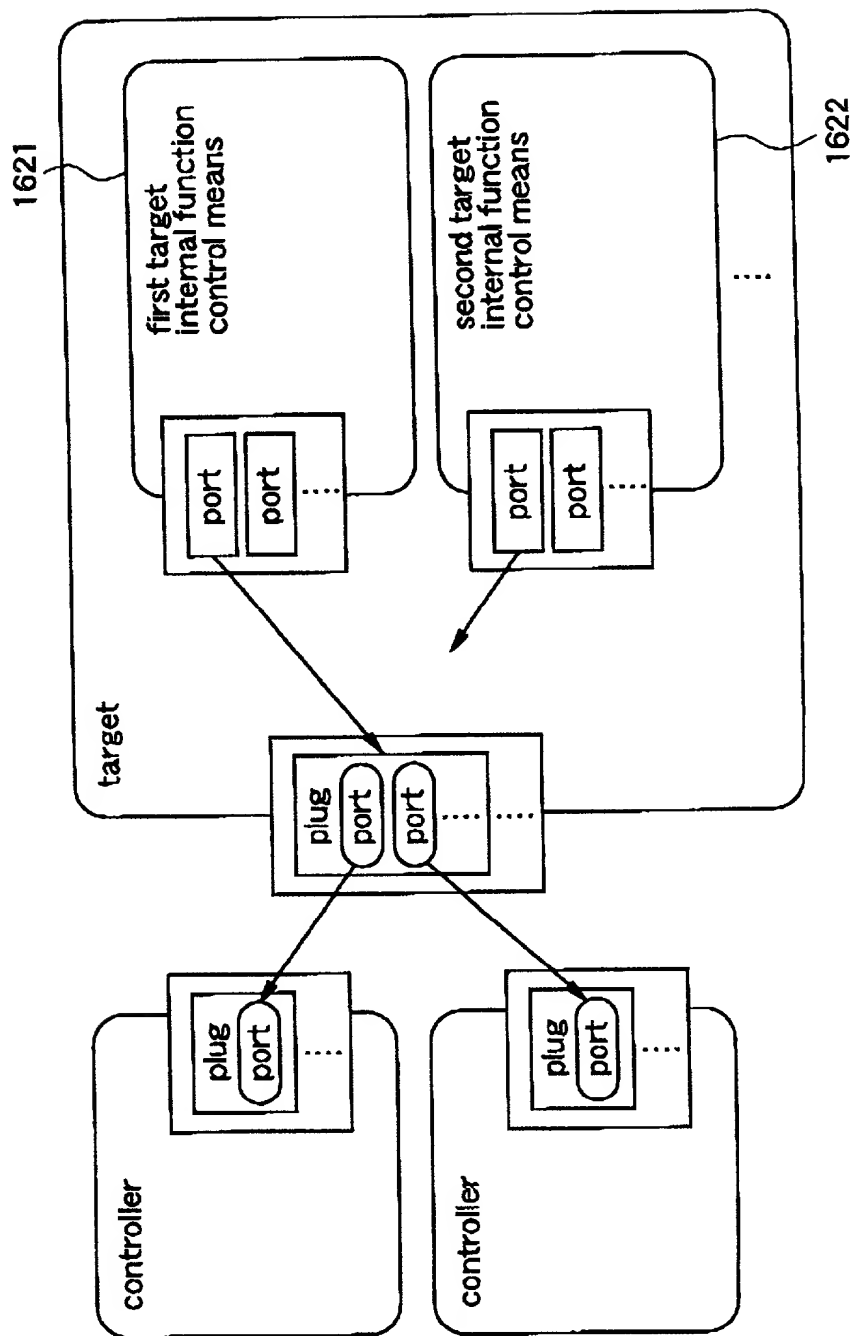 1621
target
first target
internal function
control means
port
port
second target
internal function
control means
port
port
1622
plug
port
port
controller
plug
port
controller
plug
port